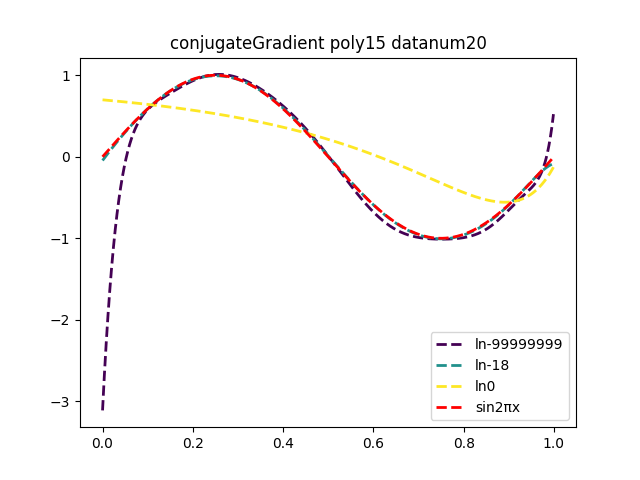 conjugateGradient poly15 datanum20
1
0
−1
−2
−3
0.0 0.2 0.4 0.6 0.8 1.0
ln-99999999
ln-18
ln0
sin2πx